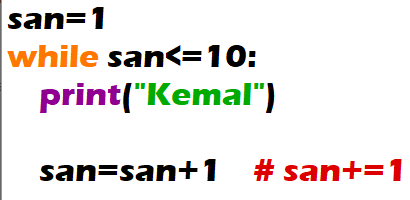 san=1
while san<=10:
print("Kemal")
san=san+1 # san+=1